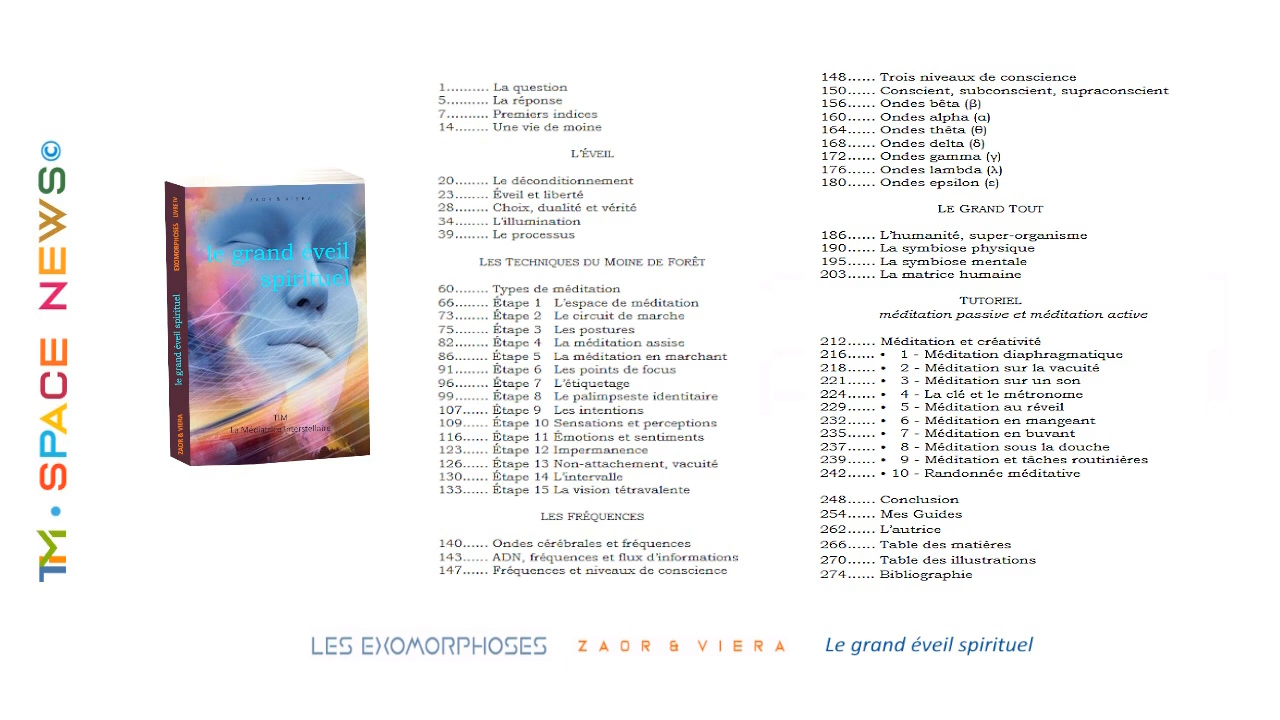 TM • SPACE NEWS©
ZAOR & VIERA
le grand éveil
spirituel
TIM
La Médiatrice Interstellaire
EXOMORPHOSES LIVRE IV
le grand éveil spirituel
ZAOR & VIERA
1.......... La question
5.......... La réponse
7.......... Premiers indices
14........ Une vie de moine
L'ÉVEIL
20........ Le déconditionnement
23........ Éveil et liberté
28........ Choix, dualité et vérité
34........ L'illumination
39........ Le processus
LES TECHNIQUES DU MOINE DE FORÊT
60........ Types de méditation
66........ Étape 1 L'espace de méditation
73........ Étape 2 Le circuit de marche
75........ Étape 3 Les postures
82........ Étape 4 La méditation assise
86........ Étape 5 La méditation en marchant
91........ Étape 6 Les points de focus
96........ Étape 7 L'étiquetage
99........ Étape 8 Le palimpseste identitaire
107...... Étape 9 Les intentions
109...... Étape 10 Sensations et perceptions
116...... Étape 11 Émotions et sentiments
123...... Étape 12 Impermanence
126...... Étape 13 Non-attachement, vacuité
130...... Étape 14 L'intervalle
133...... Étape 15 La vision tétravalente
LES FRÉQUENCES
140...... Ondes cérébrales et fréquences
143...... ADN, fréquences et flux d'informations
147...... Fréquences et niveaux de conscience
148...... Trois niveaux de conscience
150...... Conscient, subconscient, supraconscient
156...... Ondes bêta (β)
160...... Ondes alpha (α)
164...... Ondes thêta (θ)
168...... Ondes delta (δ)
172...... Ondes gamma (γ)
176...... Ondes lambda (λ)
180...... Ondes epsilon (ε)
LE GRAND TOUT
186...... L'humanité, super-organisme
190...... La symbiose physique
195...... La symbiose mentale
203...... La matrice humaine
TUTORIEL
méditation passive et méditation active
212...... Méditation et créativité
216...... • 1 - Méditation diaphragmatique
218...... • 2 - Méditation sur la vacuité
221...... • 3 - Méditation sur un son
224...... • 4 - La clé et le métronome
229...... • 5 - Méditation au réveil
232...... • 6 - Méditation en mangeant
235...... • 7 - Méditation en buvant
237...... • 8 - Méditation sous la douche
239...... • 9 - Méditation et tâches routinières
242...... • 10 - Randonnée méditative
248...... Conclusion
254...... Mes Guides
262...... L'autrice
266...... Table des matières
270...... Table des illustrations
274...... Bibliographie
LES EXOMORPHOSES ZAOR & VIERA Le grand éveil spirituel